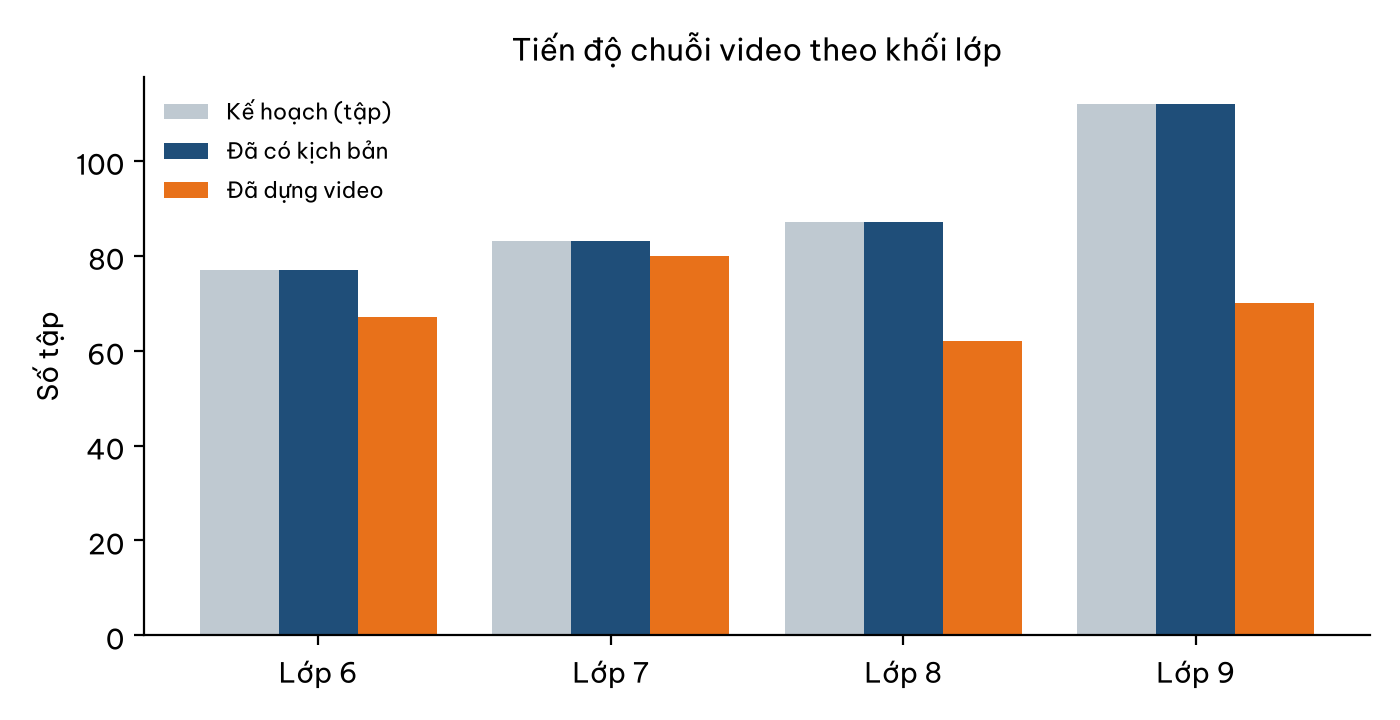 Tiến độ chuỗi video theo khối lớp
Kế hoạch (tập)
Đã có kịch bản
Đã dựng video
Số tập
100
80
60
40
20
0
Lớp 6
Lớp 7
Lớp 8
Lớp 9